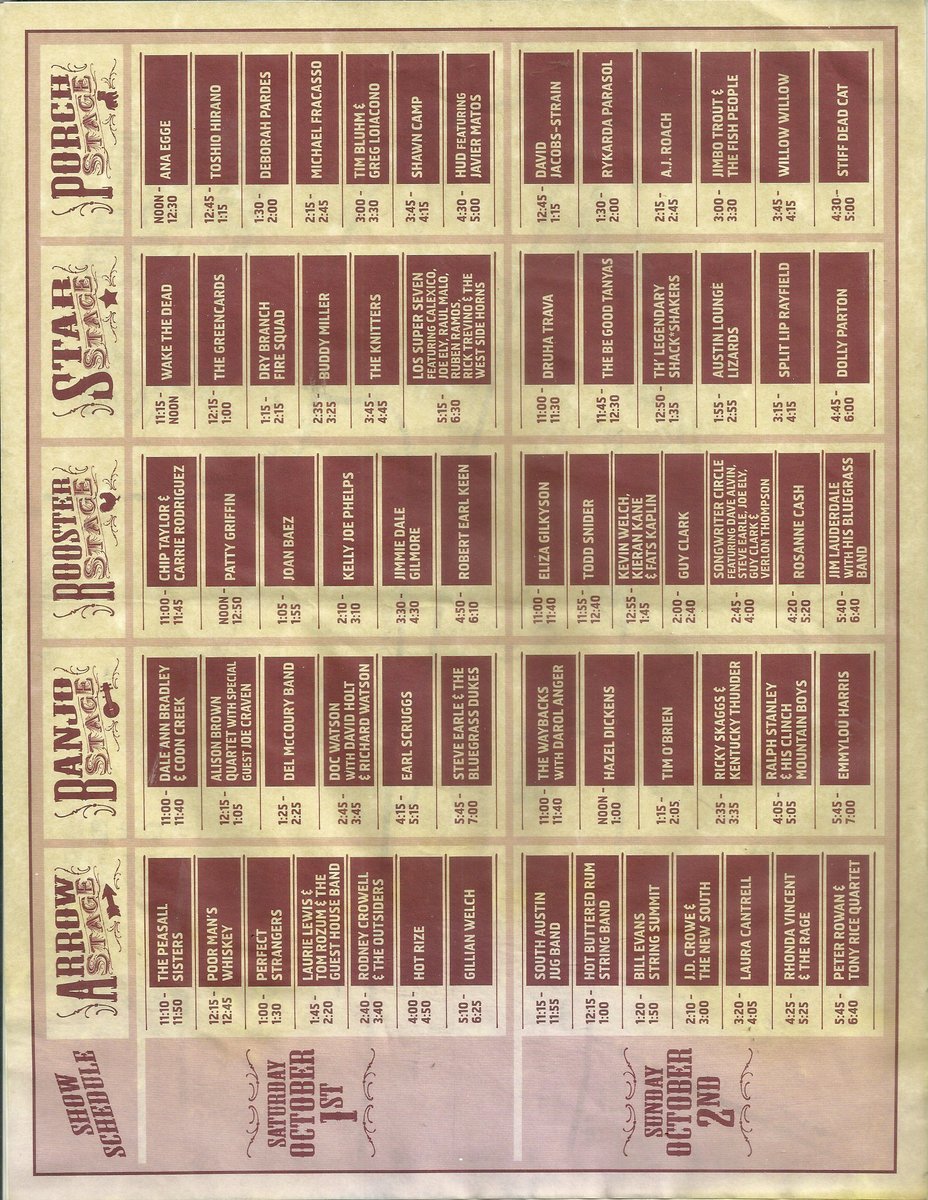 SHOW
SCHEDULE
ARROW
STAGE
BANJO
STAGE
ROOSTER
STAGE
STAR
STAGE
PORCH
STAGE
SATURDAY
OCTOBER
1ST
11:10 -
11:50
THE PEASALL
SISTERS
12:15 -
12:45
POOR MAN'S
WHISKEY
1:00 -
1:30
PERFECT
STRANGERS
1:45 -
2:20
LAURIE LEWIS &
TOM ROZUM & THE
GUEST HOUSE BAND
2:40 -
3:40
RODNEY CROWELL
& THE OUTSIDERS
4:00 -
4:50
HOT RIZE
5:10 -
6:25
GILLIAN WELCH
11:00 -
11:40
DALE ANN BRADLEY
& COON CREEK
12:15 -
1:05
ALISON BROWN
QUARTET WITH SPECIAL
GUEST JOE CRAVEN
1:25 -
2:25
DEL MCCOURY BAND
2:45 -
3:45
DOC WATSON
WITH DAVID HOLT
& RICHARD WATSON
4:15 -
5:15
EARL SCRUGGS
5:45 -
7:00
STEVE EARLE & THE
BLUEGRASS DUKES
11:00 -
11:45
CHIP TAYLOR &
CARRIE RODRIGUEZ
NOON -
12:50
PATTY GRIFFIN
1:05 -
1:55
JOAN BAEZ
2:10 -
3:10
KELLY JOE PHELPS
3:30 -
4:30
JIMMIE DALE
GILMORE
4:50 -
6:10
ROBERT EARL KEEN
11:15 -
NOON
WAKE THE DEAD
12:15 -
1:00
THE GREENCARDS
1:15 -
2:15
DRY BRANCH
FIRE SQUAD
2:35 -
3:25
BUDDY MILLER
3:45 -
4:45
THE KNITTERS
5:15 -
6:30
LOS SUPER SEVEN
FEATURING CALEXICO,
JOE ELY, RAUL MALO,
RUBEN RAMOS,
RICK TREVINO & THE
WEST SIDE HORNS
NOON -
12:30
ANA EGGE
12:45 -
1:15
TOSHIO HIRANO
1:30 -
2:00
DEBORAH PARDES
2:15 -
2:45
MICHAEL FRACASSO
3:00 -
3:30
TIM BLUHM &
GREG LOIACONO
3:45 -
4:15
SHAWN CAMP
4:30 -
5:00
HUD FEATURING
JAVIER MATOS
SUNDAY
OCTOBER
2ND
11:15 -
11:55
SOUTH AUSTIN
JUG BAND
12:15 -
1:00
HOT BUTTERED RUM
STRING BAND
1:20 -
1:50
BILL EVANS
STRING SUMMIT
2:10 -
3:00
J.D. CROWE &
THE NEW SOUTH
3:20 -
4:05
LAURA CANTRELL
4:25 -
5:25
RHONDA VINCENT
& THE RAGE
5:45 -
6:40
PETER ROWAN &
TONY RICE QUARTET
11:00 -
11:40
THE WAYBACKS
WITH DAROL ANGER
NOON -
1:00
HAZEL DICKENS
1:15 -
2:05
TIM O'BRIEN
2:35 -
3:35
RICKY SKAGGS &
KENTUCKY THUNDER
4:05 -
5:05
RALPH STANLEY
& HIS CLINCH
MOUNTAIN BOYS
5:45 -
7:00
EMMYLOU HARRIS
11:00 -
11:40
ELIZA GILKYSON
11:55 -
12:40
TODD SNIDER
12:55 -
1:45
KEVIN WELCH,
KIERAN KANE
& FATS KAPLIN
2:00 -
2:40
GUY CLARK
2:45 -
4:00
SONGWRITER CIRCLE
FEATURING DAVE ALVIN,
STEVE EARLE, JOE ELY,
GUY CLARK &
VERLON THOMPSON
4:20 -
5:20
ROSANNE CASH
5:40 -
6:40
JIM LAUDERDALE
WITH HIS BLUEGRASS
BAND
11:00 -
11:30
DRUHA TRAVA
11:45 -
12:30
THE BE GOOD TANYAS
12:50 -
1:35
TH' LEGENDARY
SHACK*SHAKERS
1:55 -
2:55
AUSTIN LOUNGE
LIZARDS
3:15 -
4:15
SPLIT LIP RAYFIELD
4:45 -
6:00
DOLLY PARTON
12:45 -
1:15
DAVID
JACOBS-STRAIN
1:30 -
2:00
RYKARDA PARASOL
2:15 -
2:45
A.J. ROACH
3:00 -
3:30
JIMBO TROUT &
THE FISH PEOPLE
3:45 -
4:15
WILLOW WILLOW
4:30-
5:00
STIFF DEAD CAT